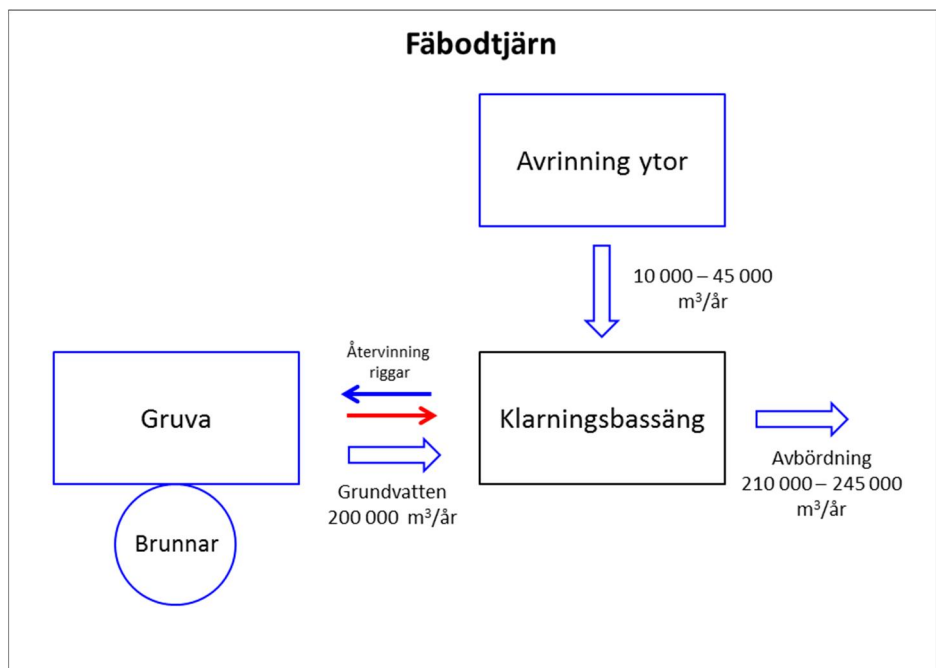 Fäbodtjärn
Avrinning ytor
10 000 – 45 000
m³/år
Återvinning
riggar
Gruva
Klarningsbassäng
Grundvatten
200 000 m³/år
Avbördning
210 000 – 245 000
m³/år
Brunnar